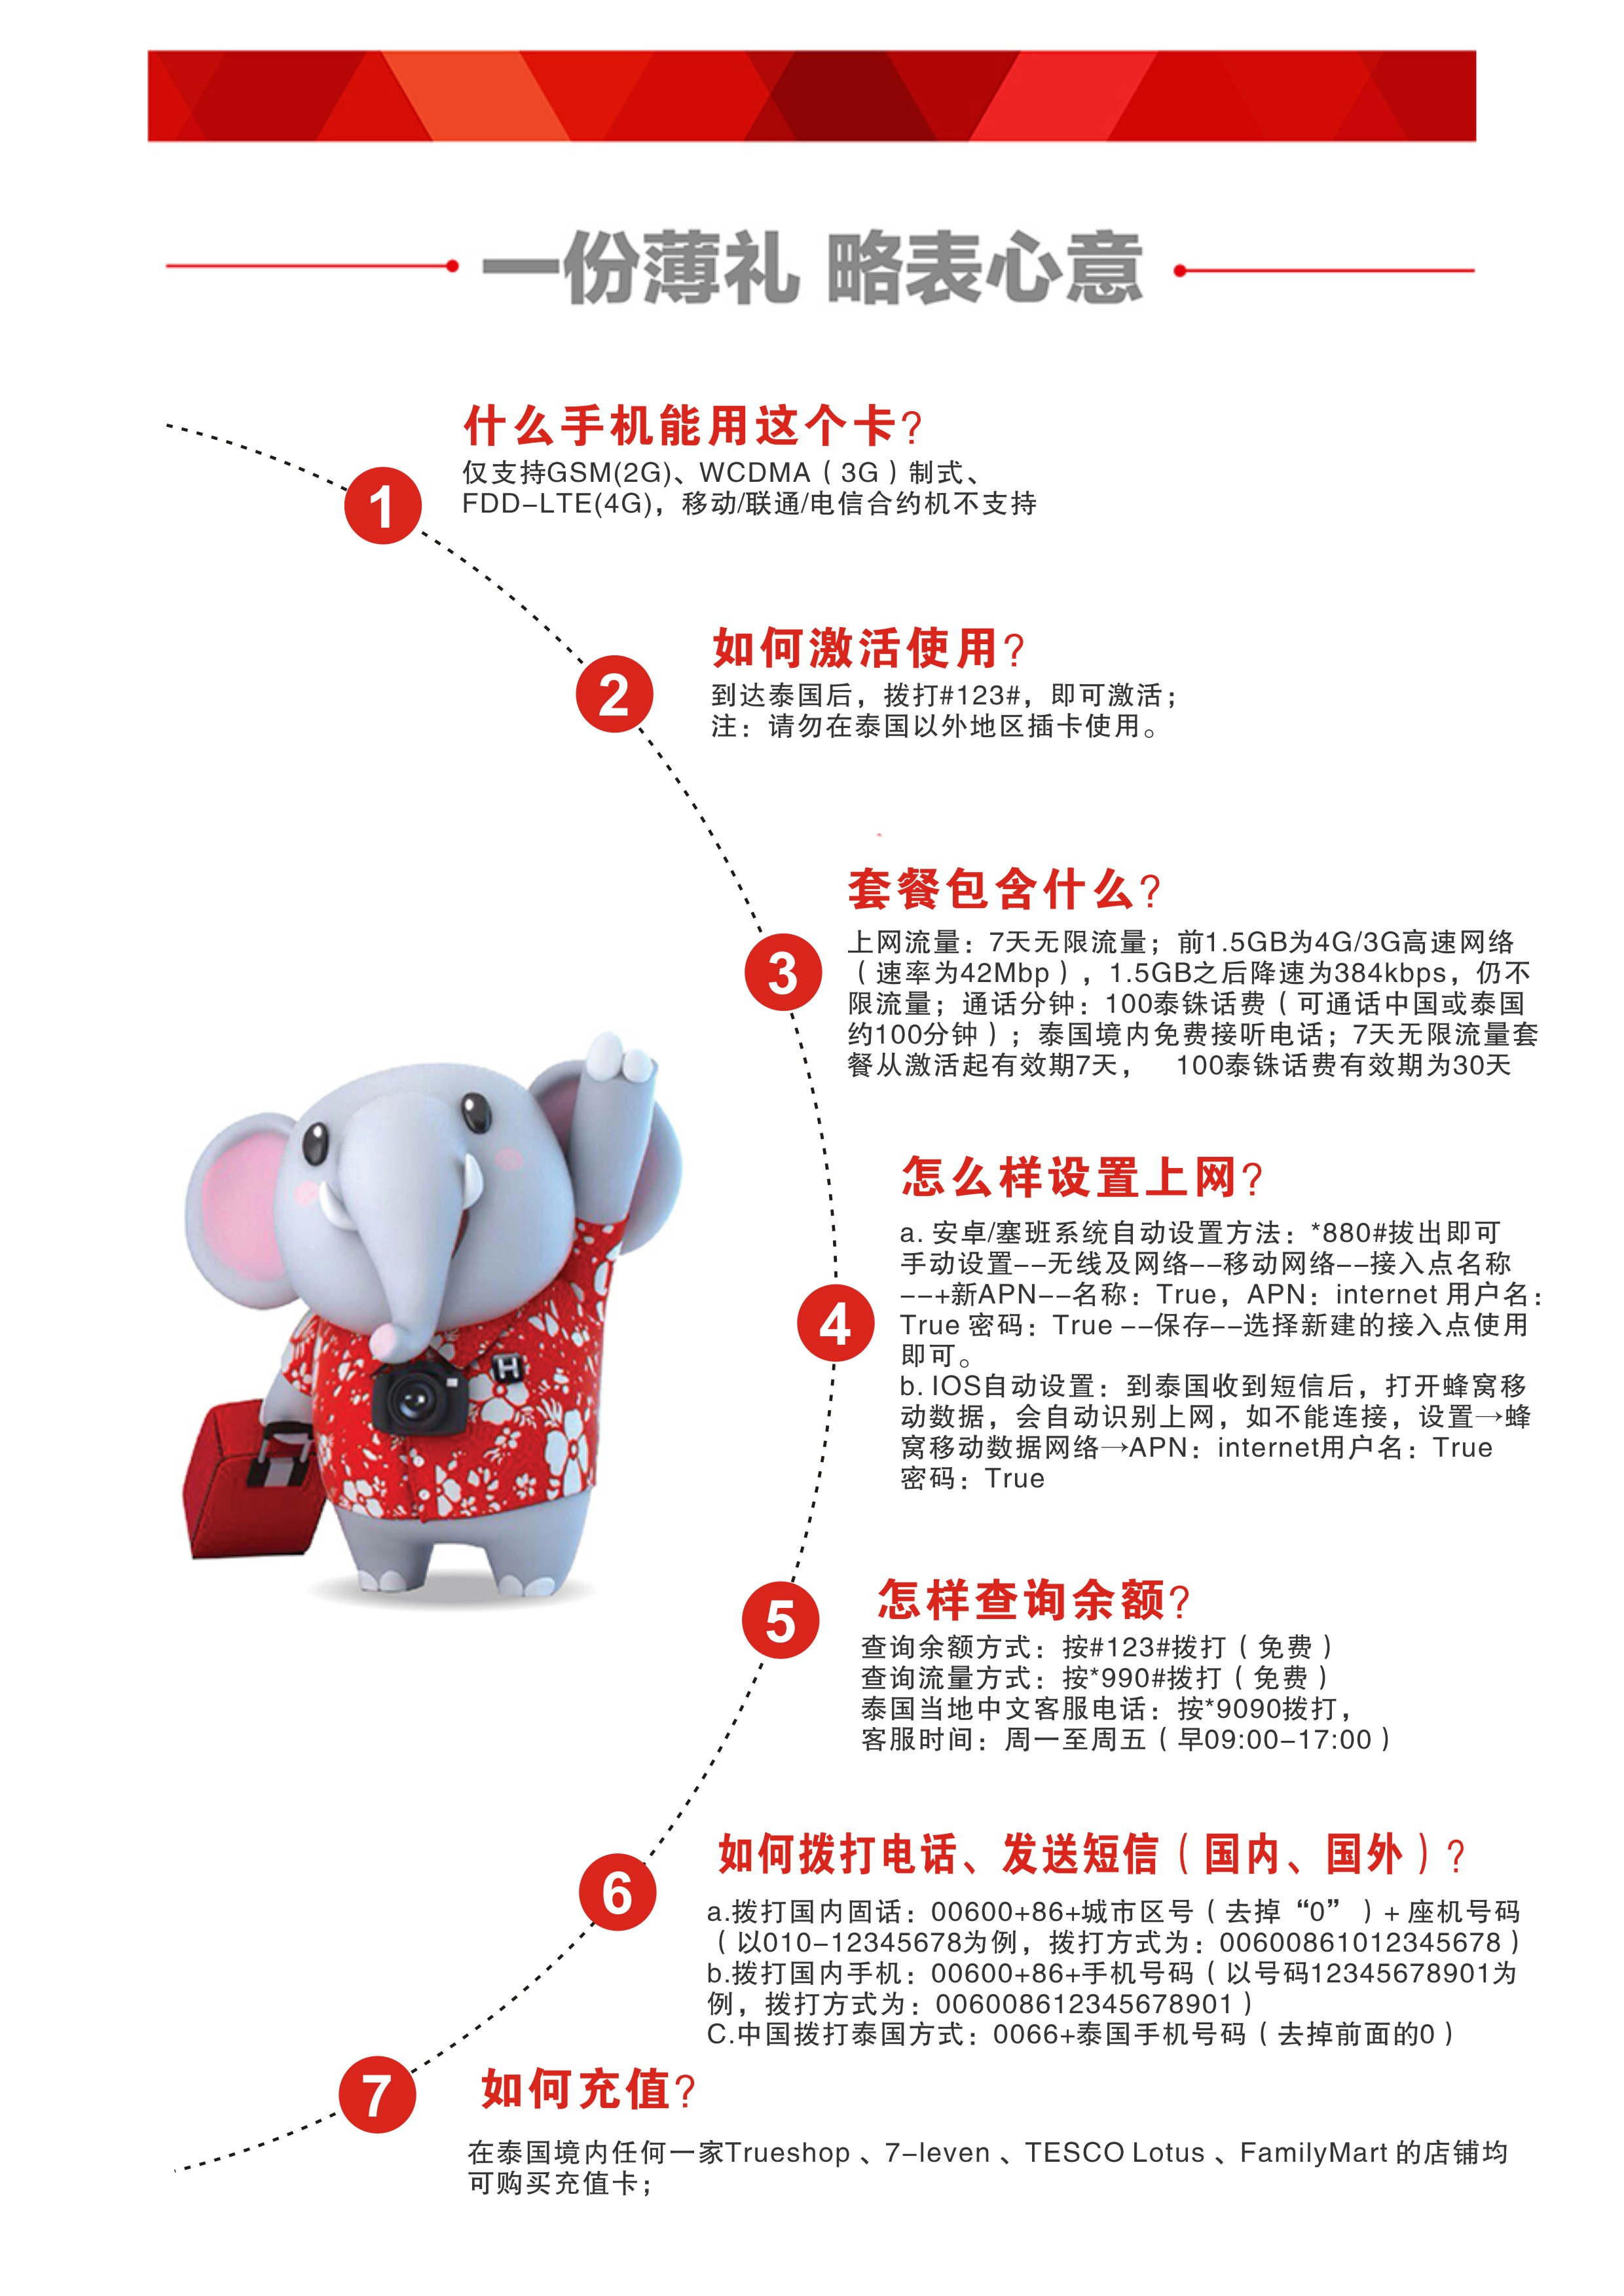 一份薄礼 略表心意
什么手机能用这个卡?
1
仅支持GSM(2G)、WCDMA（3G）制式、
FDD-LTE(4G)，移动/联通/电信合约机不支持
如何激活使用?
2
到达泰国后，拨打#123#，即可激活；
注：请勿在泰国以外地区插卡使用。
套餐包含什么?
3
上网流量：7天无限流量；前1.5GB为4G/3G高速网络
（速率为42Mbp），1.5GB之后降速为384kbps，仍不
限流量；通话分钟：100泰铢话费（可通话中国或泰国
约100分钟）；泰国境内免费接听电话；7天无限流量套
餐从激活起有效期7天， 100泰铢话费有效期为30天
怎么样设置上网?
4
a. 安卓/塞班系统自动设置方法：*880#拨出即可
手动设置--无线及网络--移动网络--接入点名称
--+新APN--名称：True，APN：internet 用户名：
True 密码：True --保存--选择新建的接入点使用
即可。
b. IOS自动设置：到泰国收到短信后，打开蜂窝移
动数据，会自动识别上网，如不能连接，设置→蜂
窝移动数据网络→APN：internet用户名：True
密码：True
H
怎样查询余额?
5
查询余额方式：按#123#拨打（免费）
查询流量方式：按*990#拨打（免费）
泰国当地中文客服电话：按*9090拨打，
客服时间：周一至周五（早09:00-17:00）
如何拨打电话、发送短信（国内、国外）?
6
a.拨打国内固话：00600+86+城市区号（去掉“0”）+ 座机号码
（以010-12345678为例，拨打方式为：00600861012345678）
b.拨打国内手机：00600+86+手机号码（以号码12345678901为
例，拨打方式为：006008612345678901）
C.中国拨打泰国方式：0066+泰国手机号码（去掉前面的0）
7
如何充值?
在泰国境内任何一家Trueshop 、7-leven 、TESCO Lotus 、FamilyMart 的店铺均
可购买充值卡；